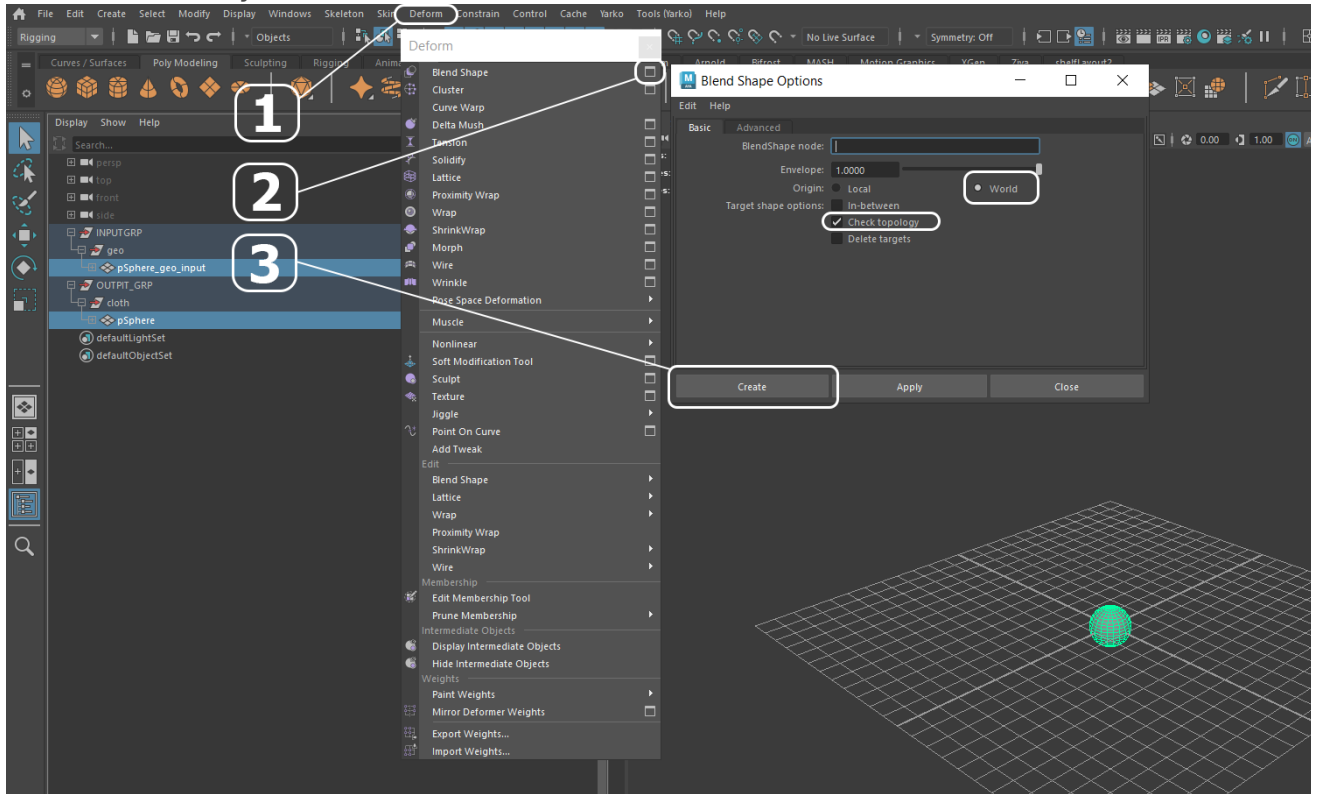 File Edit Create Select Modify Display Windows Skeleton Skin Deform Constrain Control Cache Yarko Tools (Yarko) Help
Rigging Objects No Live Surface Symmetry: Off
Curves / Surfaces Poly Modeling Sculpting Rigging Anima Arnold Bifrost MASH Motion Graphics XGen Ziva shelfLayout2
0.00 1.00
Display Show Help
Search...
persp
top
front
side
INPUTGRP
geo
pSphere_geo_input
OUTPIT_GRP
cloth
pSphere
defaultLightSet
defaultObjectSet
1
2
3
Deform
Blend Shape
Cluster
Curve Warp
Delta Mush
Tension
Solidify
Lattice
Proximity Wrap
Wrap
ShrinkWrap
Morph
Wire
Wrinkle
Pose Space Deformation
Muscle
Nonlinear
Soft Modification Tool
Sculpt
Texture
Jiggle
Point On Curve
Add Tweak
Edit
Blend Shape
Lattice
Wrap
Proximity Wrap
ShrinkWrap
Wire
Membership
Edit Membership Tool
Prune Membership
Intermediate Objects
Display Intermediate Objects
Hide Intermediate Objects
Weights
Paint Weights
Mirror Deformer Weights
Export Weights...
Import Weights...
Blend Shape Options
Edit Help
Basic Advanced
BlendShape node:
Envelope: 1.0000
Origin: Local World
Target shape options: In-between
Check topology
Delete targets
Create Apply Close